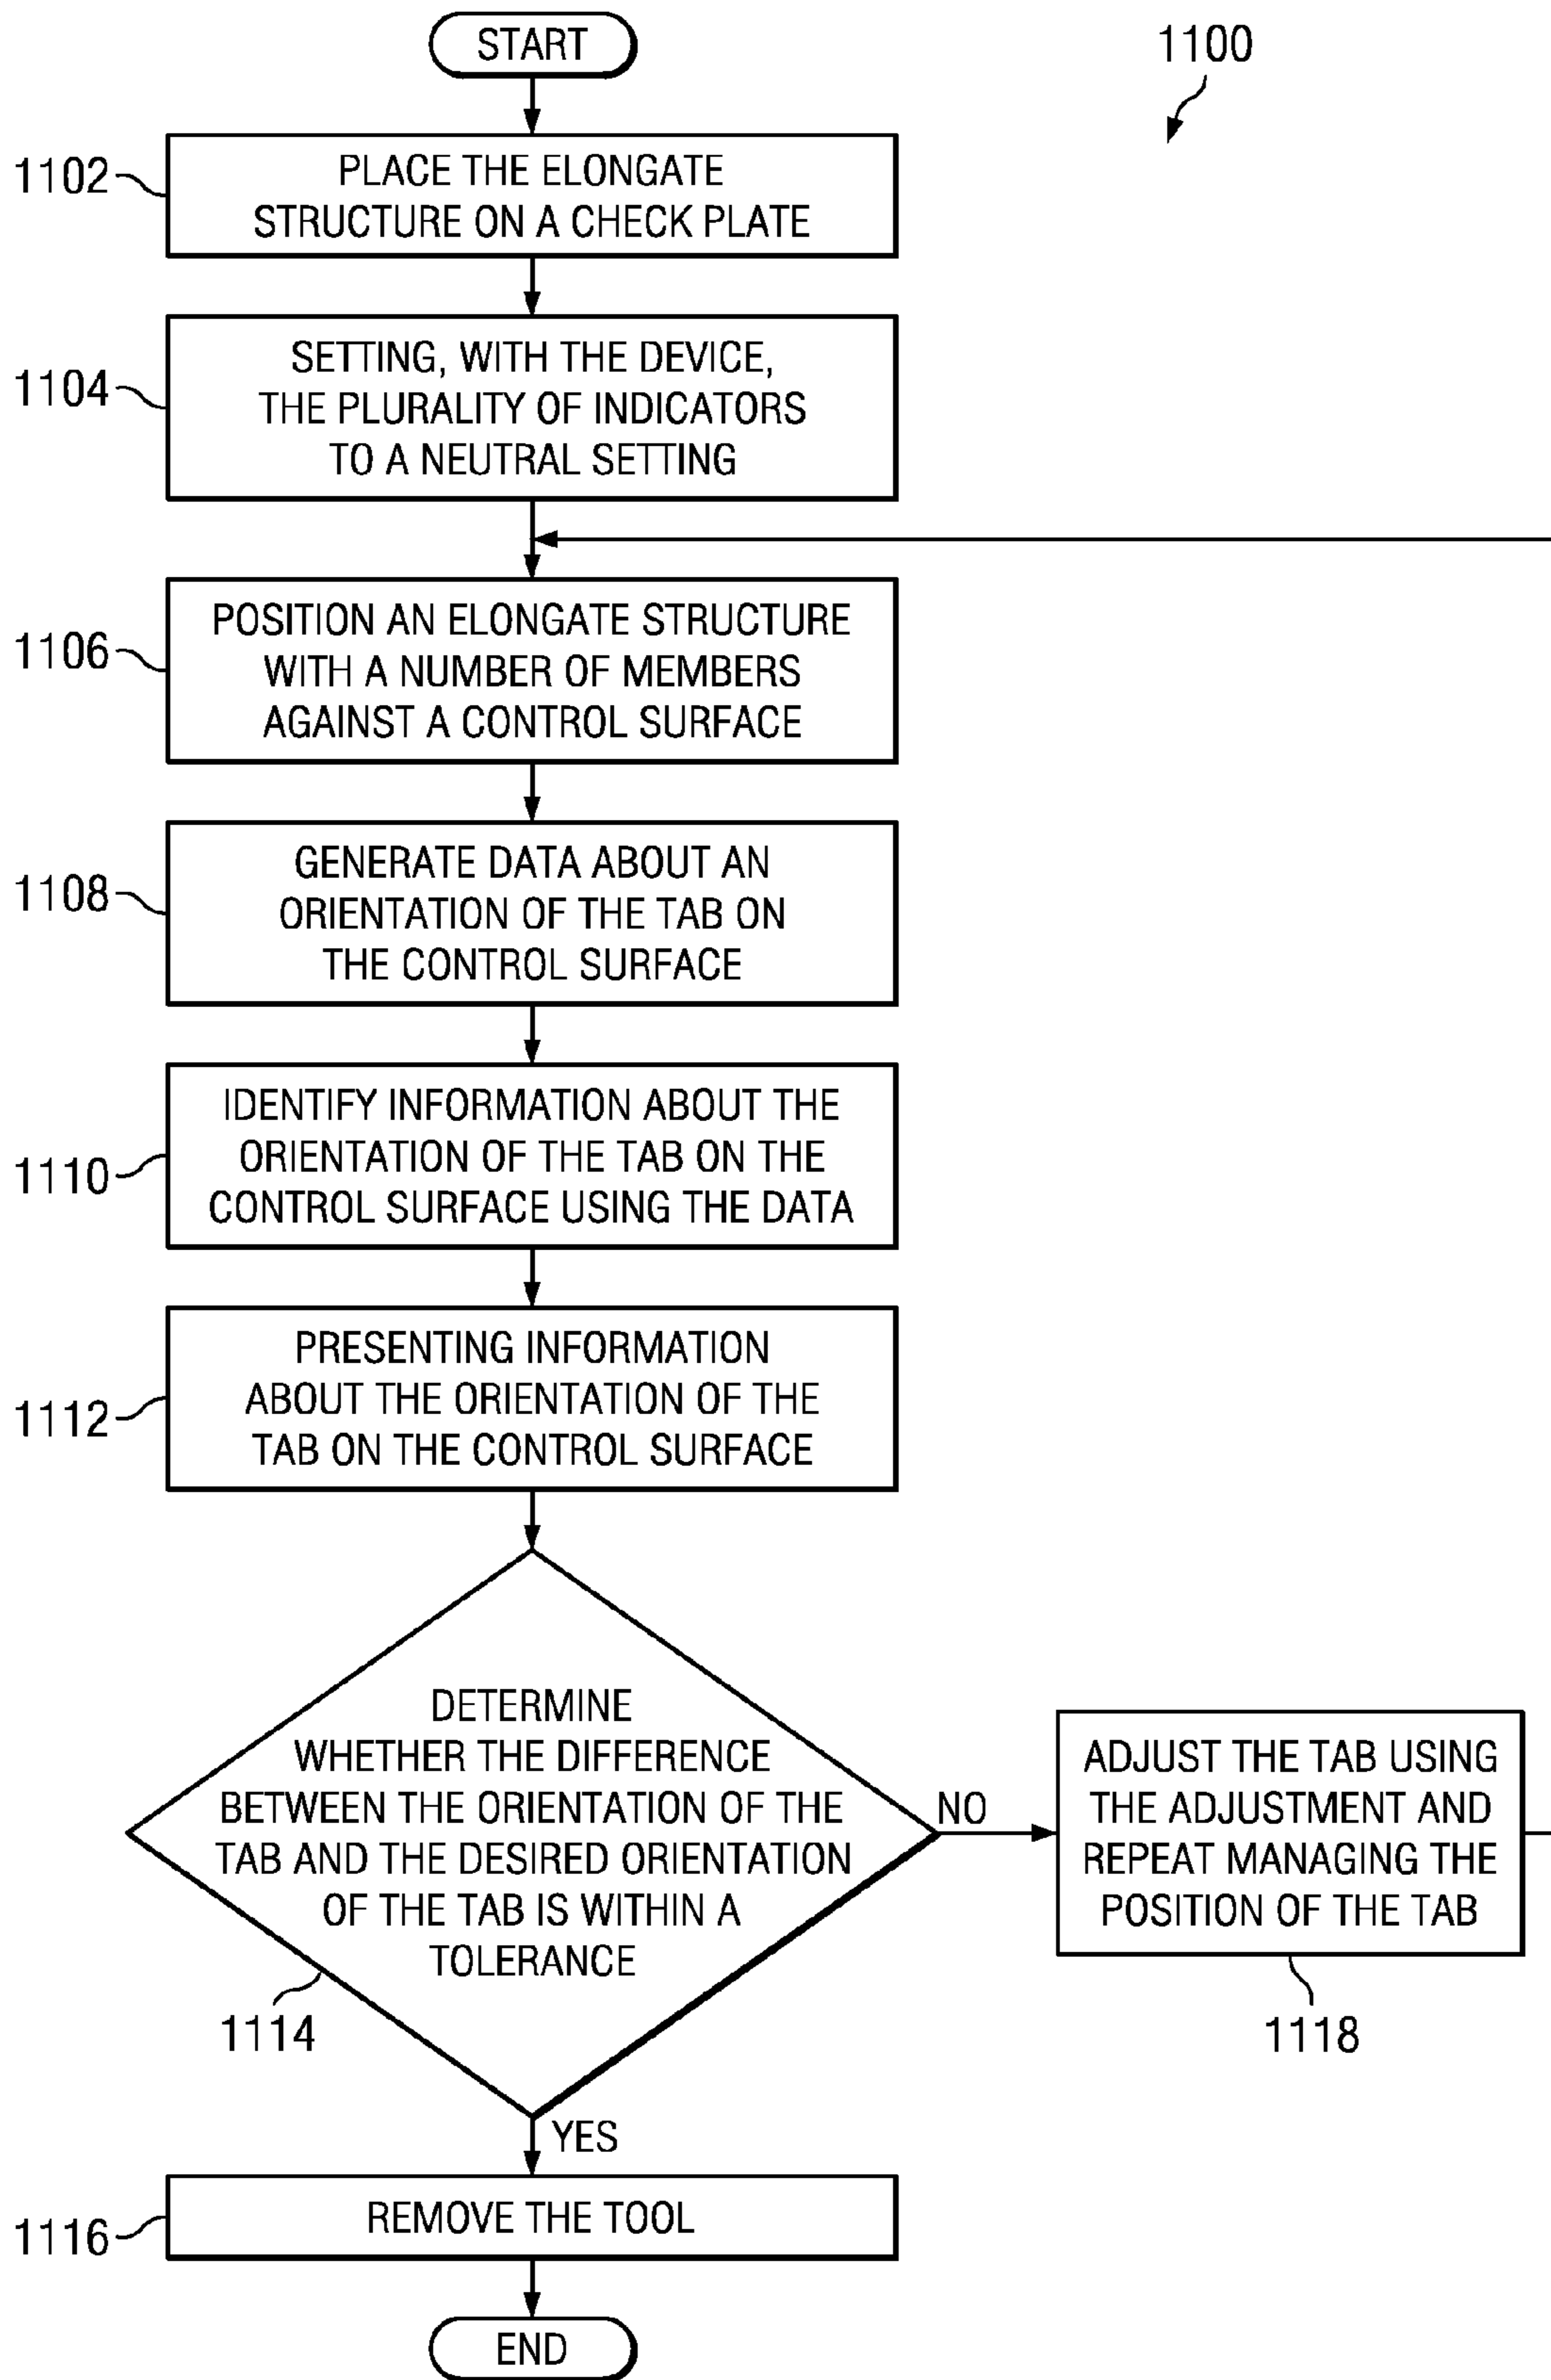 START
1100
1102
PLACE THE ELONGATE
STRUCTURE ON A CHECK PLATE
1104
SETTING, WITH THE DEVICE,
THE PLURALITY OF INDICATORS
TO A NEUTRAL SETTING
1106
POSITION AN ELONGATE STRUCTURE
WITH A NUMBER OF MEMBERS
AGAINST A CONTROL SURFACE
1108
GENERATE DATA ABOUT AN
ORIENTATION OF THE TAB ON
THE CONTROL SURFACE
1110
IDENTIFY INFORMATION ABOUT THE
ORIENTATION OF THE TAB ON THE
CONTROL SURFACE USING THE DATA
1112
PRESENTING INFORMATION
ABOUT THE ORIENTATION OF THE
TAB ON THE CONTROL SURFACE
DETERMINE
WHETHER THE DIFFERENCE
BETWEEN THE ORIENTATION OF THE
TAB AND THE DESIRED ORIENTATION
OF THE TAB IS WITHIN A
TOLERANCE
1114
NO
ADJUST THE TAB USING
THE ADJUSTMENT AND
REPEAT MANAGING THE
POSITION OF THE TAB
1118
YES
1116
REMOVE THE TOOL
END